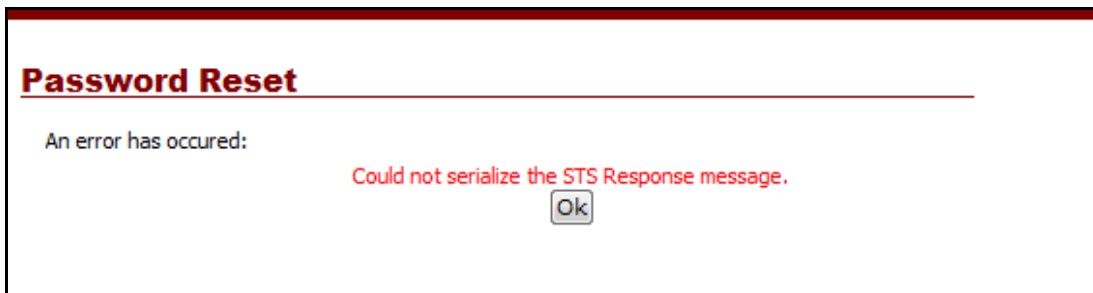 Password Reset
An error has occured:
Could not serialize the STS Response message.
Ok